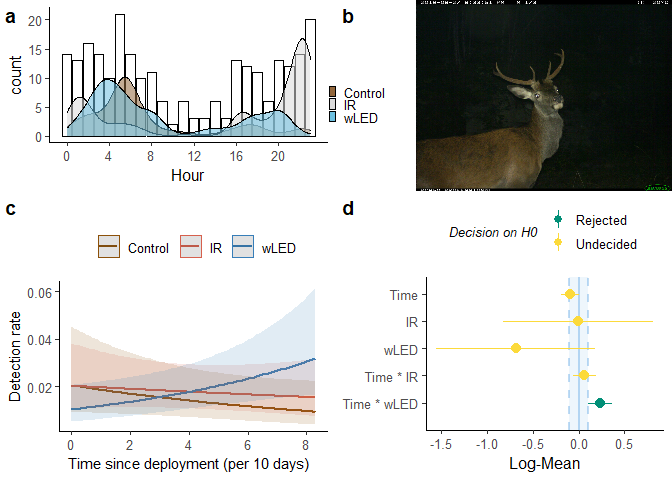 a
count
20
15
10
5
0
0
4
8
12
16
20
Hour
Control
IR
wLED
b
c
Control
IR
wLED
Detection rate
0.06
0.04
0.02
0
2
4
6
8
Time since deployment (per 10 days)
d
Decision on H0
Rejected
Undecided
Time
IR
wLED
Time * IR
Time * wLED
-1.5
-1.0
-0.5
0.0
0.5
Log-Mean